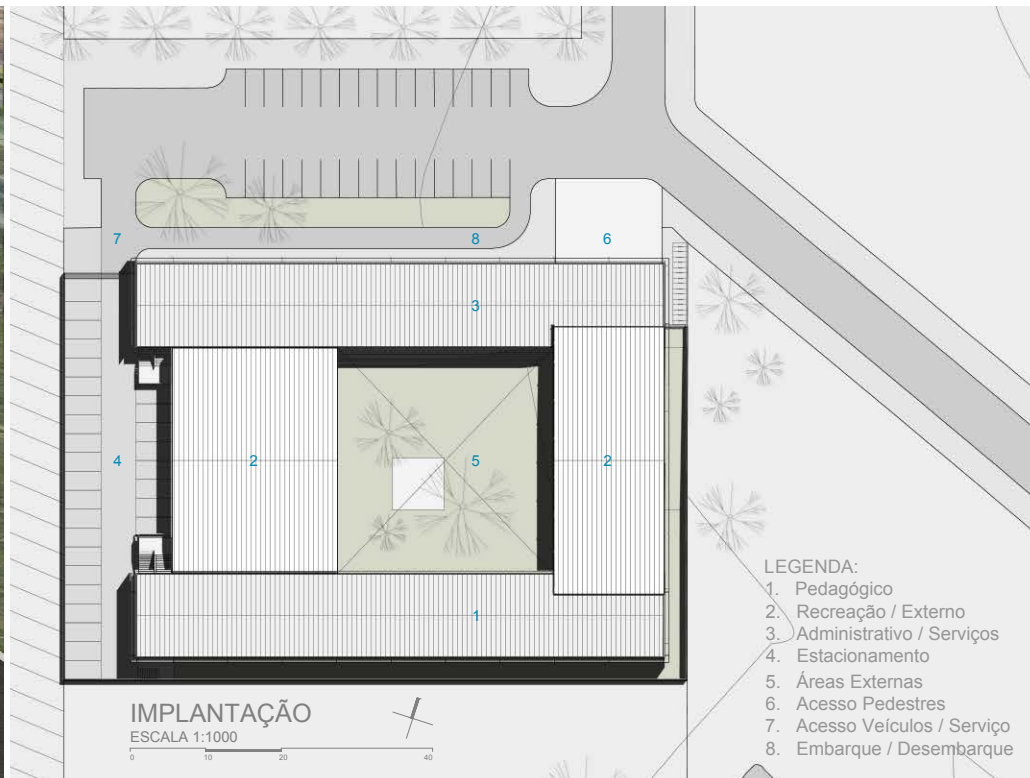 7
8
6
3
4
2
5
2
1
LEGENDA:
1. Pedagógico
2. Recreação / Externo
3. Administrativo / Serviços
4. Estacionamento
5. Áreas Externas
6. Acesso Pedestres
7. Acesso Veículos / Serviço
8. Embarque / Desembarque
IMPLANTAÇÃO
ESCALA 1:1000
0 10 20 40